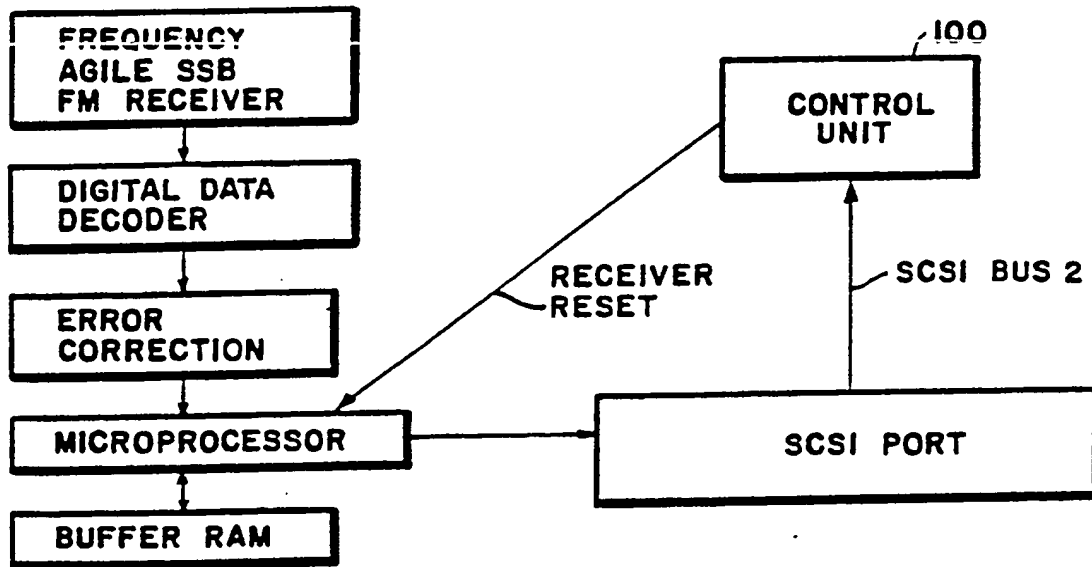 FREQUENCY
AGILE SSB
FM RECEIVER
DIGITAL DATA
DECODER
ERROR
CORRECTION
MICROPROCESSOR
BUFFER RAM
RECEIVER
RESET
100
CONTROL
UNIT
SCSI BUS 2
SCSI PORT